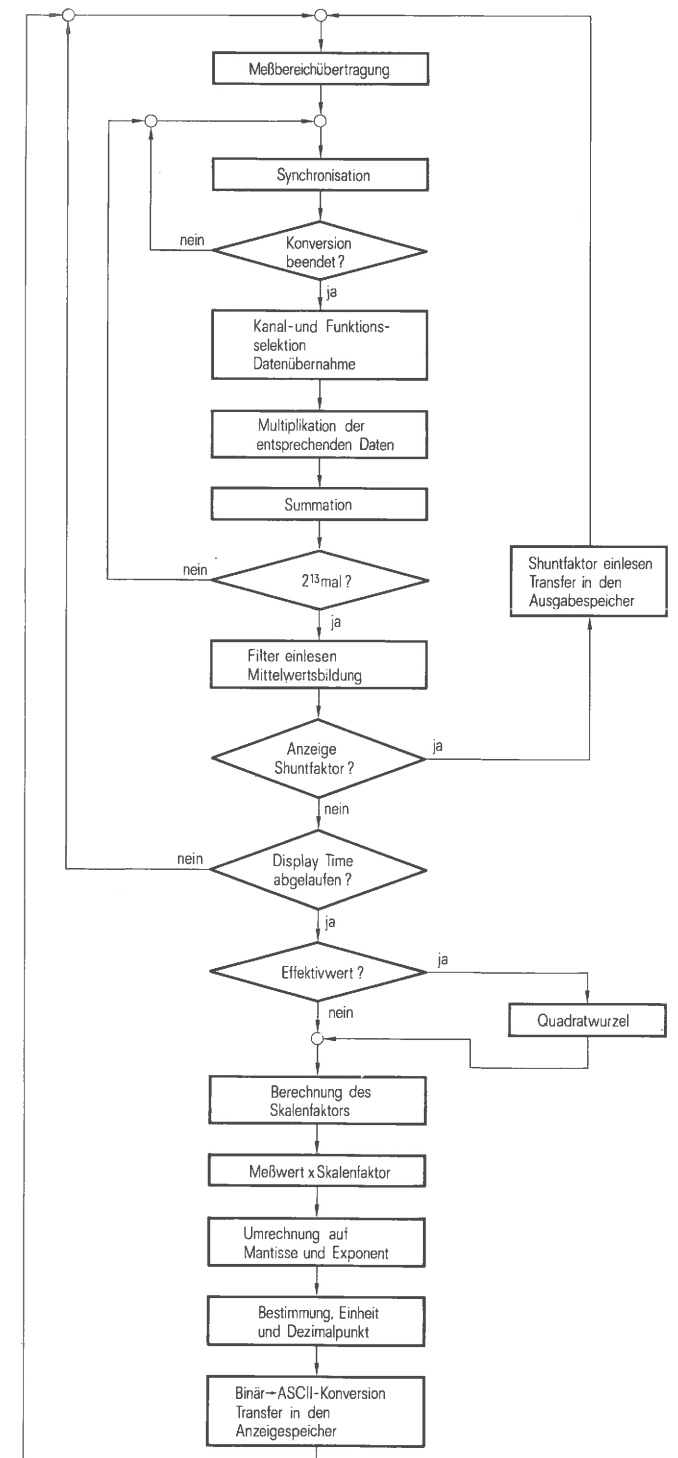 Meßbereichübertragung
Synchronisation
nein
Konversion
beendet?
ja
Kanal-und Funktions-
selektion
Datenübernahme
Multiplikation der
entsprechenden Daten
Summation
nein
2¹³mal?
ja
Shuntfaktor einlesen
Transfer in den
Ausgabespeicher
Filter einlesen
Mittelwertsbildung
Anzeige
Shuntfaktor?
ja
nein
nein
Display Time
abgelaufen?
ja
Effektivwert?
ja
nein
Quadratwurzel
Berechnung des
Skalenfaktors
Meßwert x Skalenfaktor
Umrechnung auf
Mantisse und Exponent
Bestimmung, Einheit
und Dezimalpunkt
Binär→ASCII-Konversion
Transfer in den
Anzeigespeicher